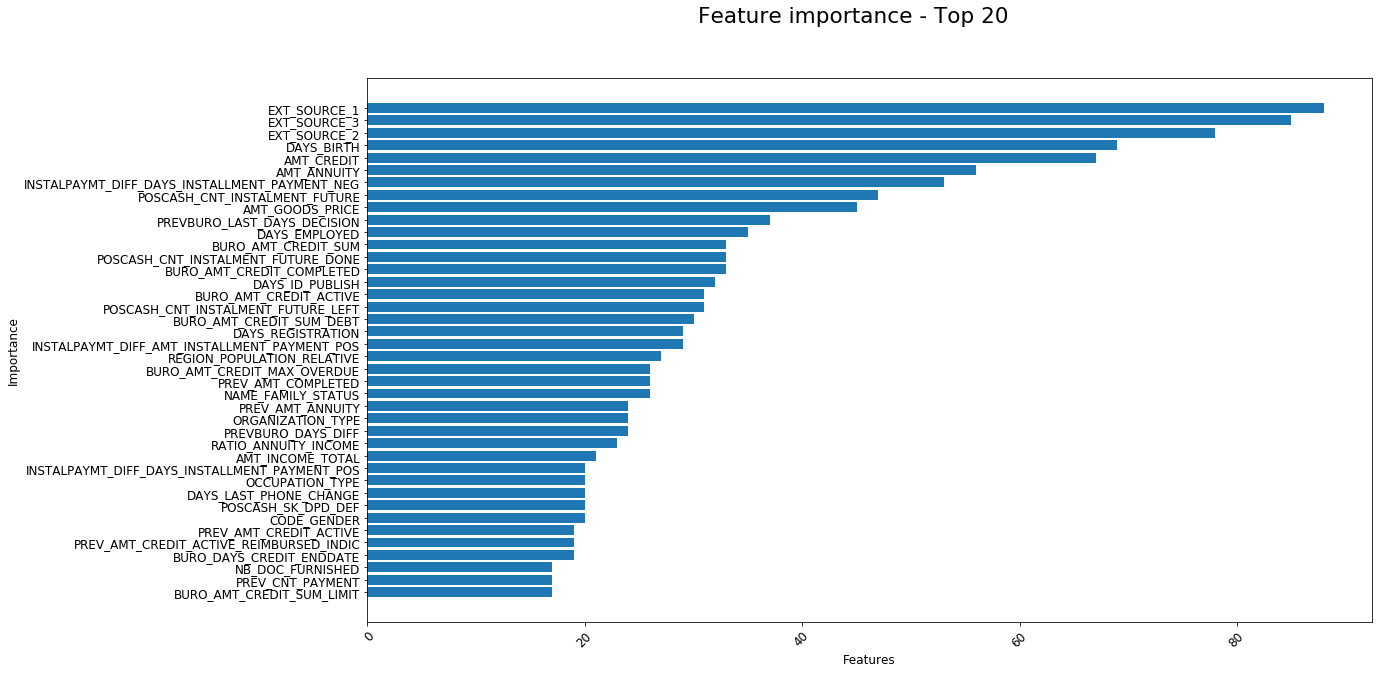 Feature importance - Top 20
EXT_SOURCE_1
EXT_SOURCE_3
EXT_SOURCE_2
DAYS_BIRTH
AMT_CREDIT
AMT_ANNUITY
INSTALPAYMT_DIFF_DAYS_INSTALLMENT_PAYMENT_NEG
POSCASH_CNT_INSTALMENT_FUTURE
AMT_GOODS_PRICE
PREVBURO_LAST_DAYS_DECISION
DAYS_EMPLOYED
BURO_AMT_CREDIT_SUM
POSCASH_CNT_INSTALMENT_FUTURE_DONE
BURO_AMT_CREDIT_COMPLETED
DAYS_ID_PUBLISH
BURO_AMT_CREDIT_ACTIVE
POSCASH_CNT_INSTALMENT_FUTURE_LEFT
BURO_AMT_CREDIT_SUM_DEBT
DAYS_REGISTRATION
INSTALPAYMT_DIFF_AMT_INSTALLMENT_PAYMENT_POS
REGION_POPULATION_RELATIVE
BURO_AMT_CREDIT_MAX_OVERDUE
PREV_AMT_COMPLETED
NAME_FAMILY_STATUS
PREV_AMT_ANNUITY
ORGANIZATION_TYPE
PREVBURO_DAYS_DIFF
RATIO_ANNUITY_INCOME
AMT_INCOME_TOTAL
INSTALPAYMT_DIFF_DAYS_INSTALLMENT_PAYMENT_POS
OCCUPATION_TYPE
DAYS_LAST_PHONE_CHANGE
POSCASH_SK_DPD_DEF
CODE_GENDER
PREV_AMT_CREDIT_ACTIVE
PREV_AMT_CREDIT_ACTIVE_REIMBURSED_INDIC
BURO_DAYS_CREDIT_ENDDATE
NB_DOC_FURNISHED
PREV_CNT_PAYMENT
BURO_AMT_CREDIT_SUM_LIMIT
Importance
0 20 40 60 80
Features